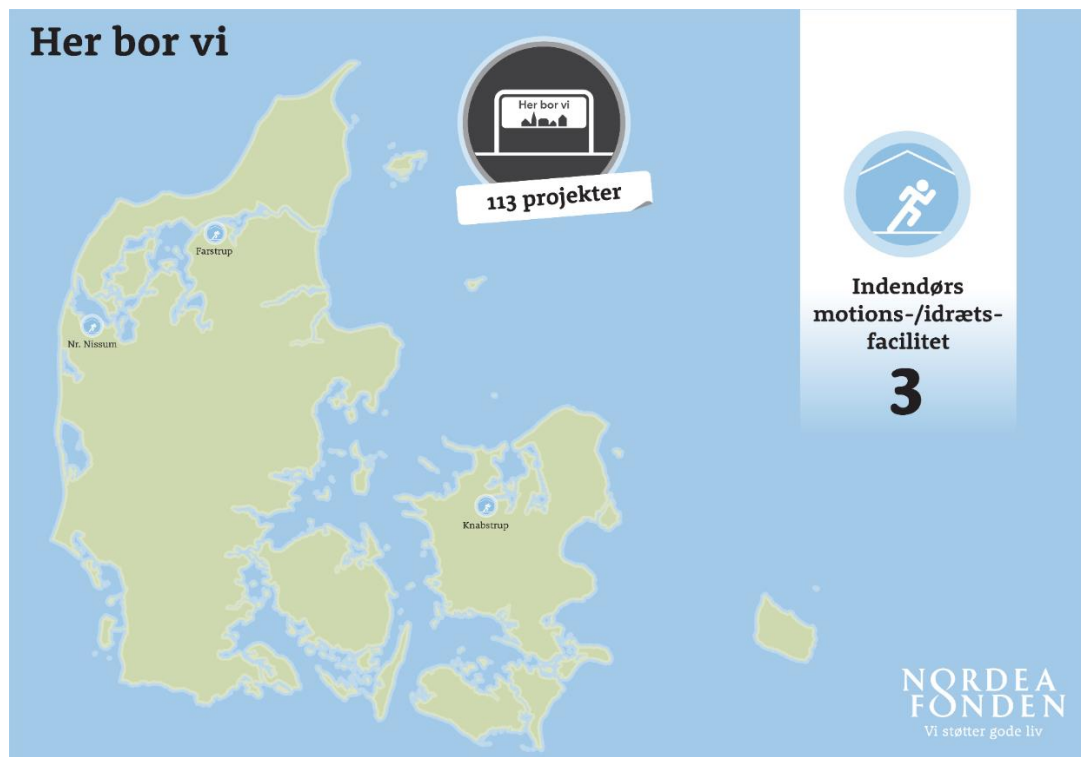 Her bor vi
Her bor vi
113 projekter
Indendørs
motions-/idræts-
facilitet
3
Farstrup
Nr. Nissum
Knabstrup
NORDEA
FONDEN
Vi støtter gode liv